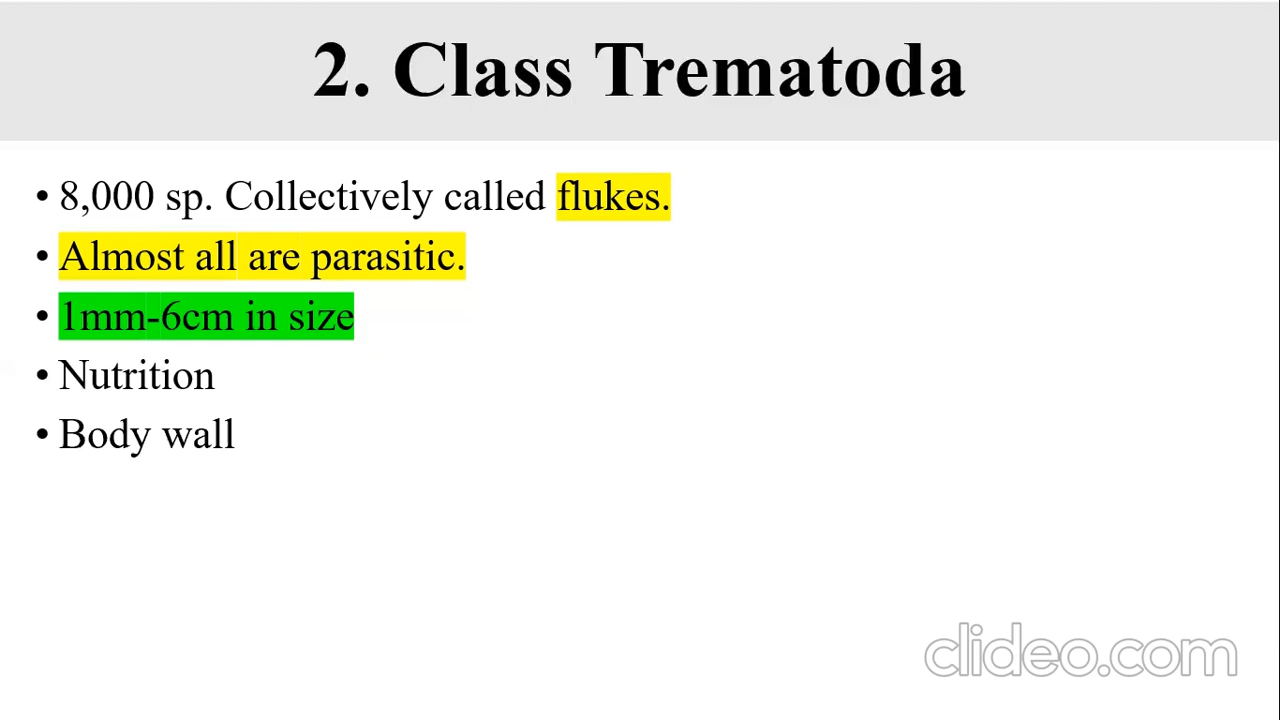 2. Class Trematoda
• 8,000 sp. Collectively called flukes.
• Almost all are parasitic.
• 1mm-6cm in size
• Nutrition
• Body wall
clideo.com